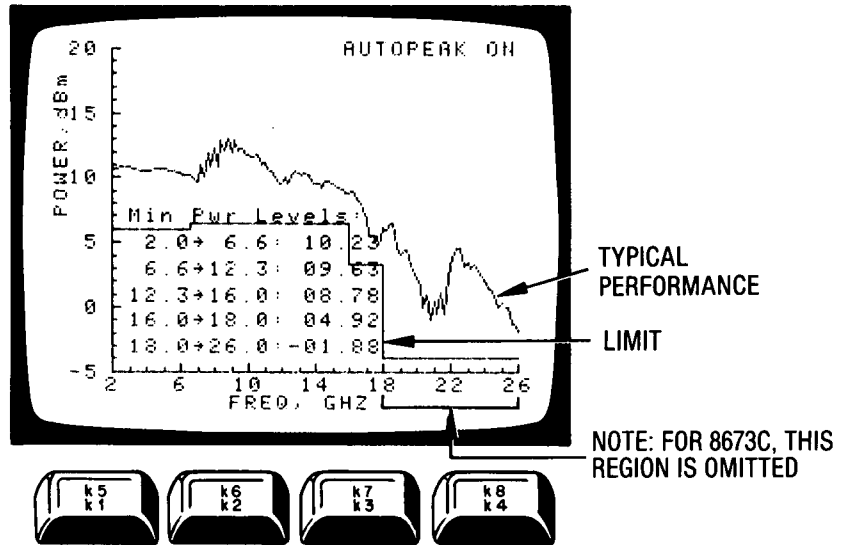 AUTOPEAK ON
POWER, dBm
20
15
10
5
0
-5
Min Pwr Levels:
2.0→ 6.6: 10.23
6.6→12.3: 09.63
12.3→16.0: 08.78
16.0→18.0: 04.92
18.0→26.0:-01.88
2 6 10 14 18 22 26
FREQ, GHZ
TYPICAL
PERFORMANCE
LIMIT
NOTE: FOR 8673C, THIS
REGION IS OMITTED
k5 k6 k7 k8
k1 k2 k3 k4